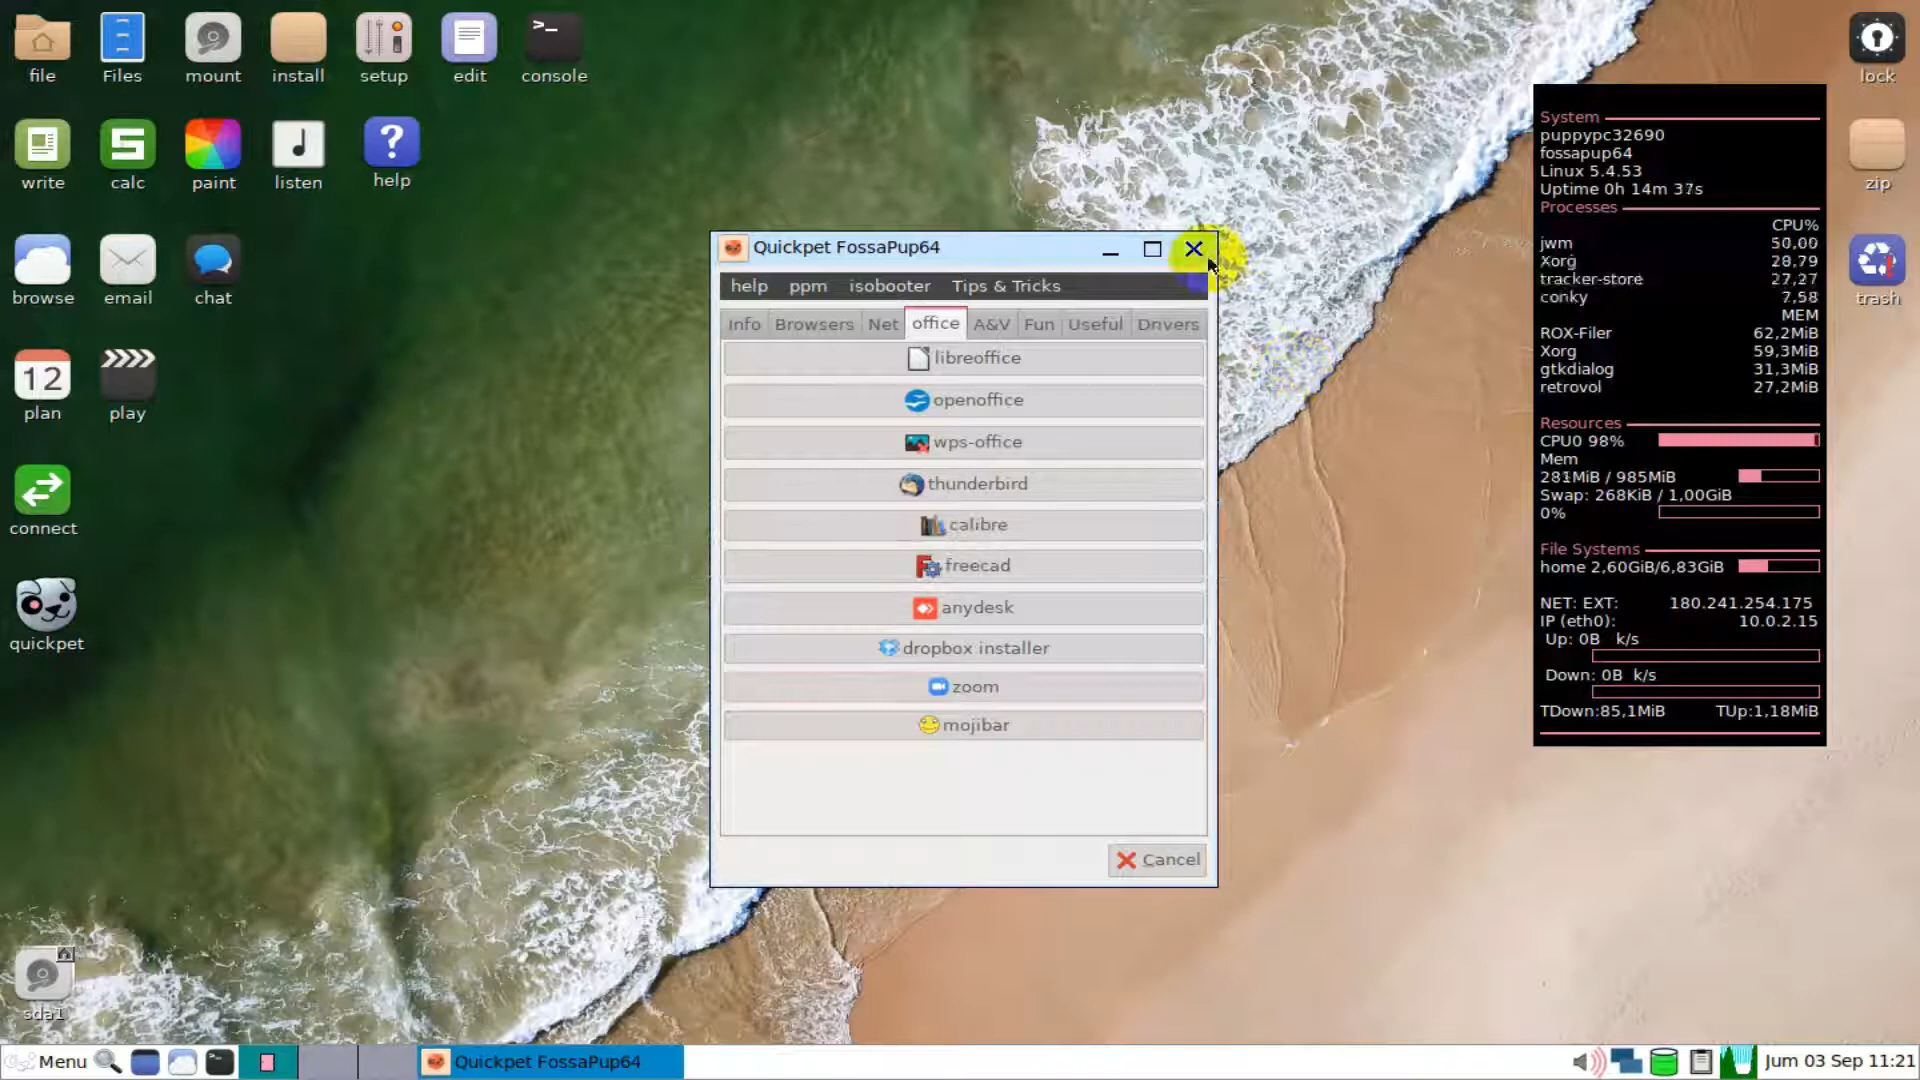 file
Files
mount
install
setup
edit
console
lock
write
calc
paint
listen
help
zip
browse
email
chat
trash
12
plan
play
connect
quickpet
sda1
Quickpet FossaPup64
help ppm isobooter Tips & Tricks
Info Browsers Net office A&V Fun Useful Drivers
libreoffice
openoffice
wps-office
thunderbird
calibre
freecad
anydesk
dropbox installer
zoom
mojibar
Cancel
System
puppypc32690
fossapup64
Linux 5.4.53
Uptime 0h 14m 37s
Processes
CPU%
jwm 50,00
Xorg 28,79
tracker-store 27,27
conky 7,58
MEM
ROX-Filer 62,2MiB
Xorg 59,3MiB
gtkdialog 31,3MiB
retrovol 27,2MiB
Resources
CPU0 98%
Mem
281MiB / 985MiB
Swap: 268KiB / 1,00GiB
0%
File Systems
home 2,60GiB/6,83GiB
NET: EXT: 180.241.254.175
IP (eth0): 10.0.2.15
Up: 0B k/s
Down: 0B k/s
TDown:85,1MiB TUp:1,18MiB
Menu
Quickpet FossaPup64
Jum 03 Sep 11:21